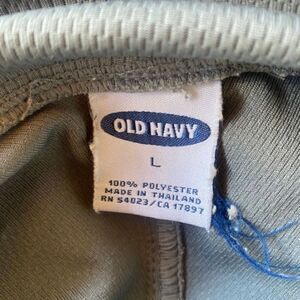 OLD NAVY
L
100% POLYESTER
MADE IN THAILAND
RN 54023/CA 17897